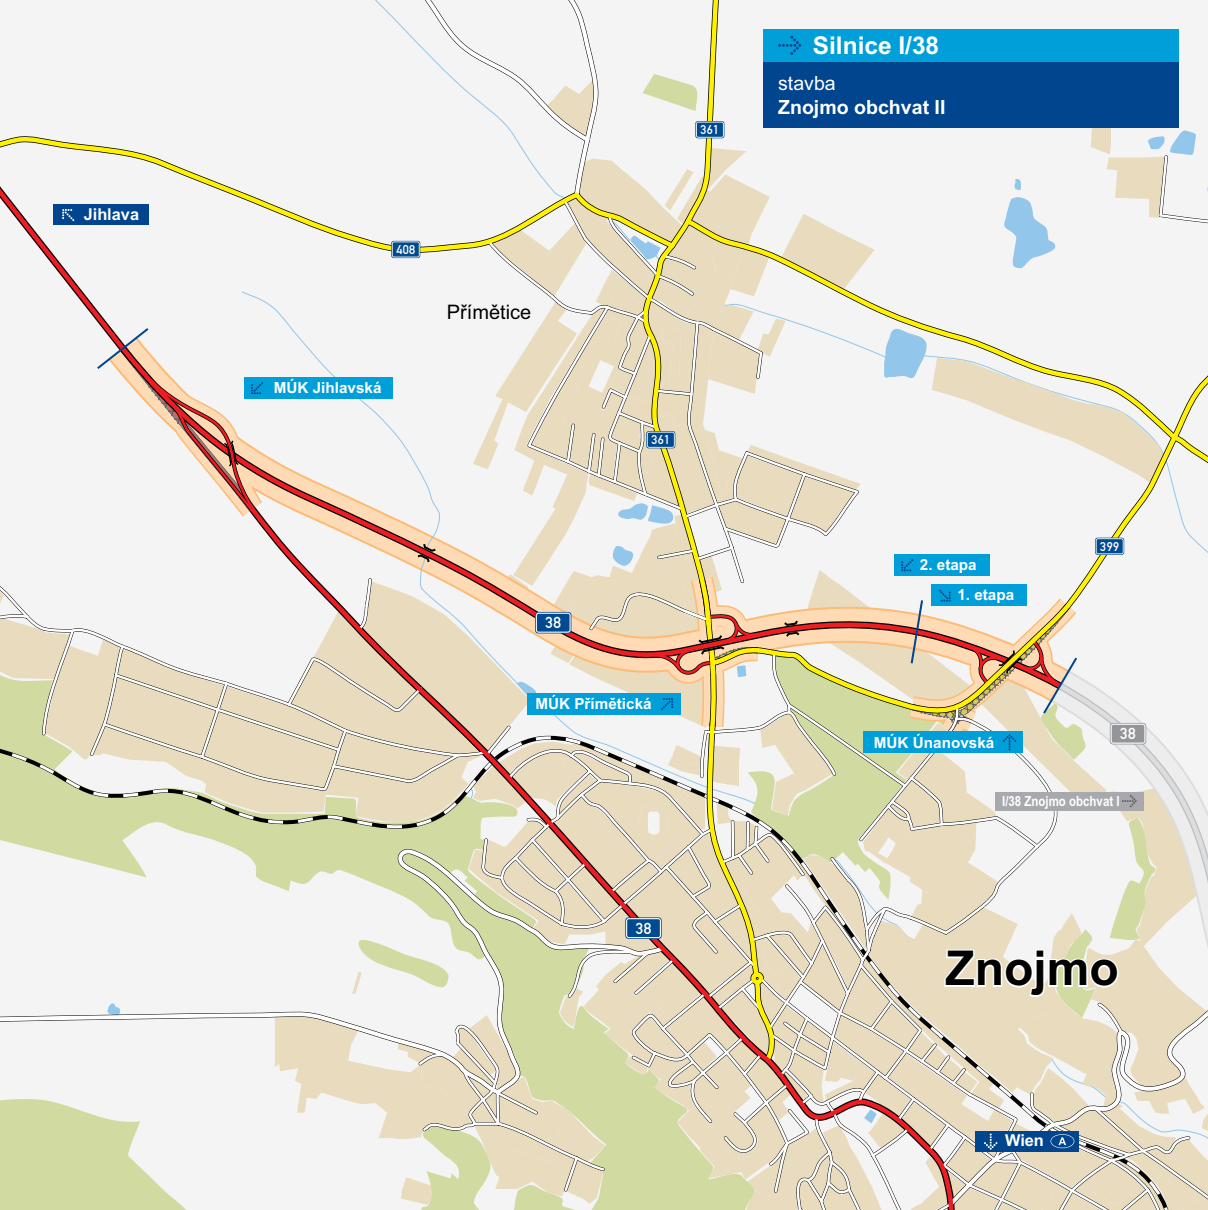 Silnice I/38
stavba
Znojmo obchvat II
361
Jihlava
408
Přímětice
MÚK Jihlavská
361
399
2. etapa
1. etapa
38
MÚK Přímětická
38
MÚK Únanovská
I/38 Znojmo obchvat I
38
Znojmo
Wien A